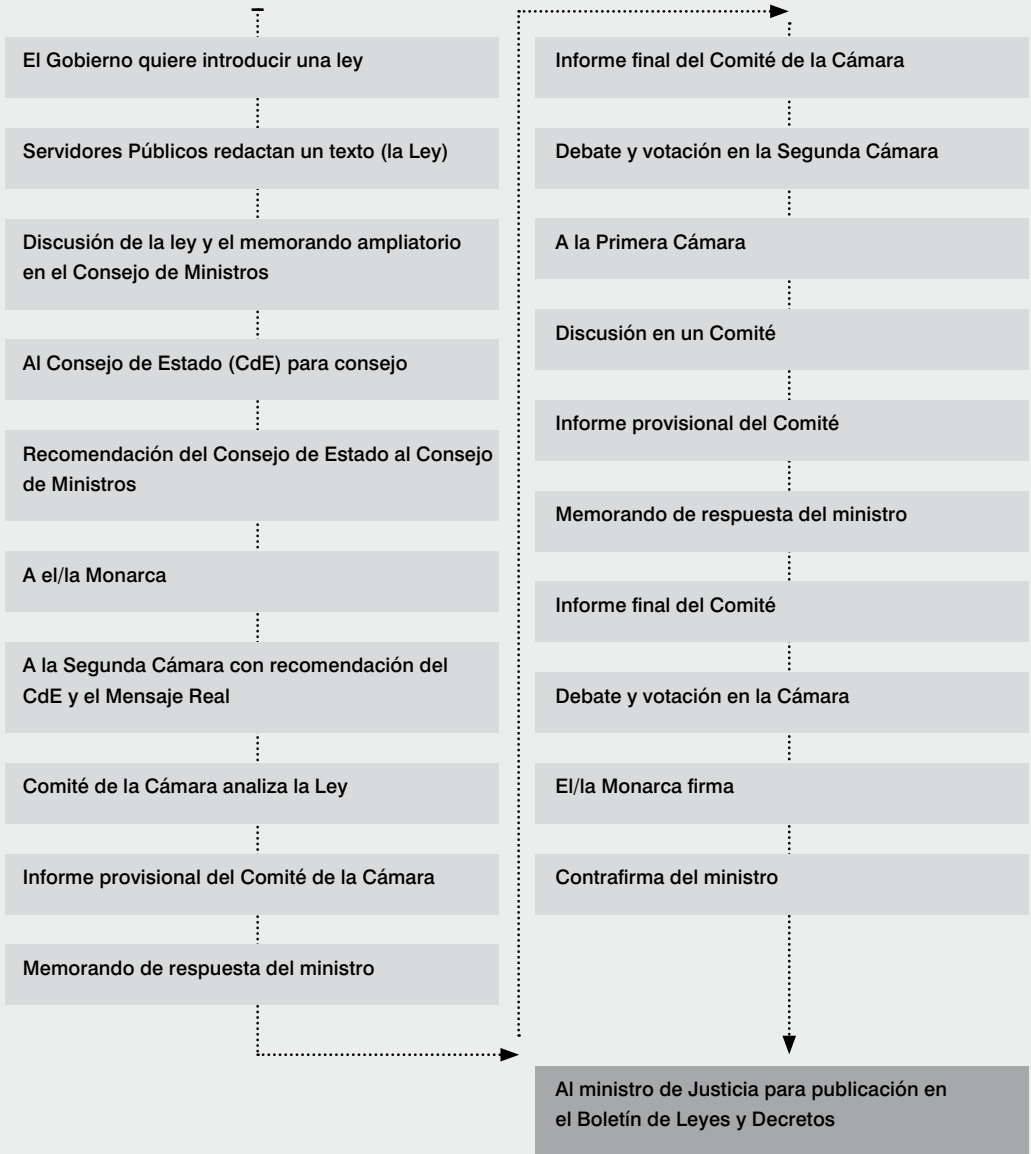 El Gobierno quiere introducir una ley
Servidores Públicos redactan un texto (la Ley)
Discusión de la ley y el memorando ampliatorio
en el Consejo de Ministros
Al Consejo de Estado (CdE) para consejo
Recomendación del Consejo de Estado al Consejo
de Ministros
A el/la Monarca
A la Segunda Cámara con recomendación del
CdE y el Mensaje Real
Comité de la Cámara analiza la Ley
Informe provisional del Comité de la Cámara
Memorando de respuesta del ministro
Informe final del Comité de la Cámara
Debate y votación en la Segunda Cámara
A la Primera Cámara
Discusión en un Comité
Informe provisional del Comité
Memorando de respuesta del ministro
Informe final del Comité
Debate y votación en la Cámara
El/la Monarca firma
Contrafirma del ministro
Al ministro de Justicia para publicación en
el Boletín de Leyes y Decretos